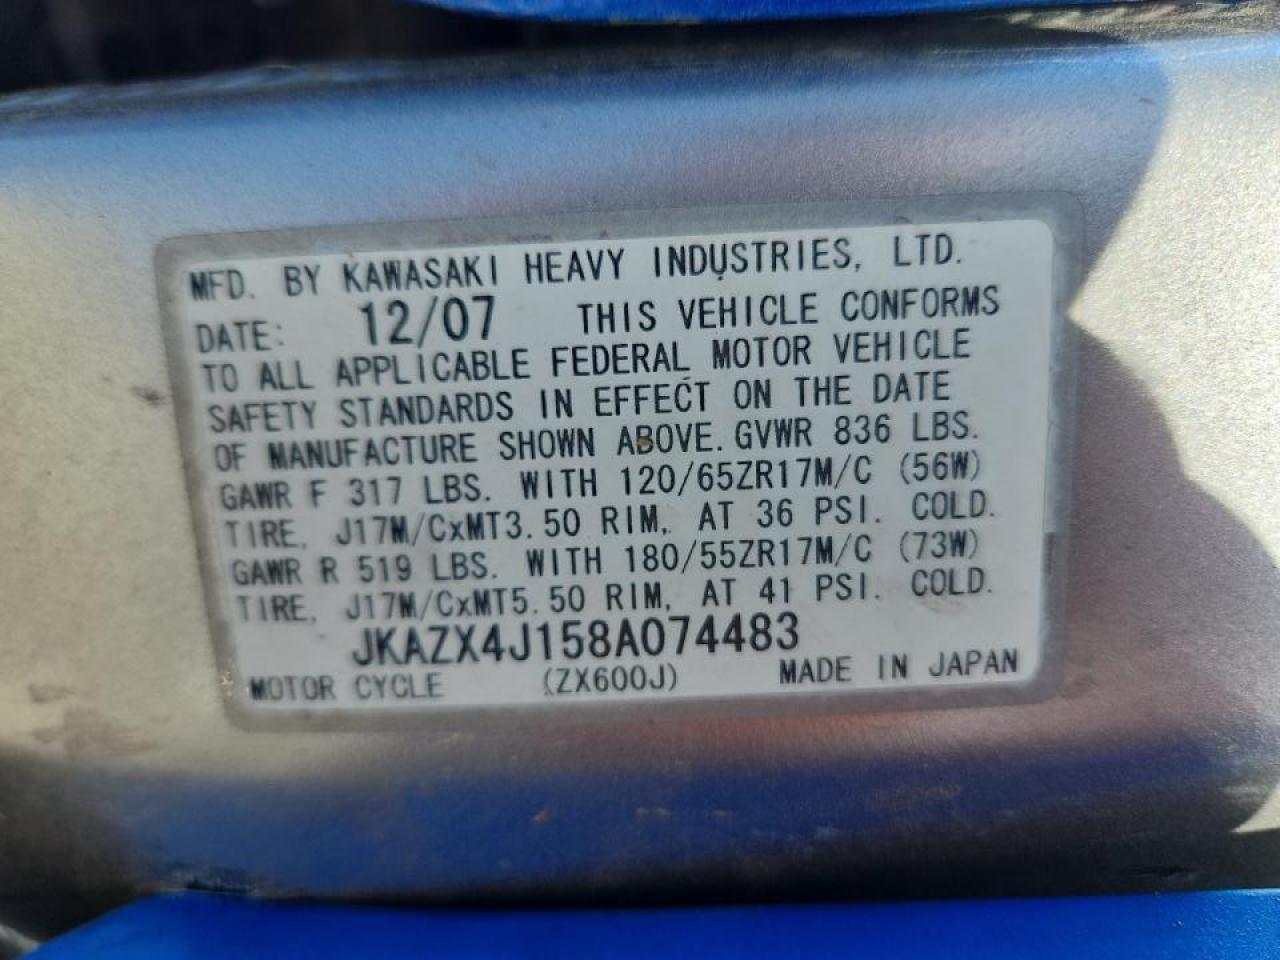 MFD. BY KAWASAKI HEAVY INDUSTRIES, LTD.
DATE: 12/07 THIS VEHICLE CONFORMS
TO ALL APPLICABLE FEDERAL MOTOR VEHICLE
SAFETY STANDARDS IN EFFECT ON THE DATE
OF MANUFACTURE SHOWN ABOVE. GVWR 836 LBS.
GAWR F 317 LBS. WITH 120/65ZR17M/C (56W)
TIRE, J17M/CxMT3.50 RIM, AT 36 PSI. COLD.
GAWR R 519 LBS. WITH 180/55ZR17M/C (73W)
TIRE, J17M/CxMT5.50 RIM, AT 41 PSI. COLD.
JKAZX4J158A074483
MOTOR CYCLE (ZX600J) MADE IN JAPAN